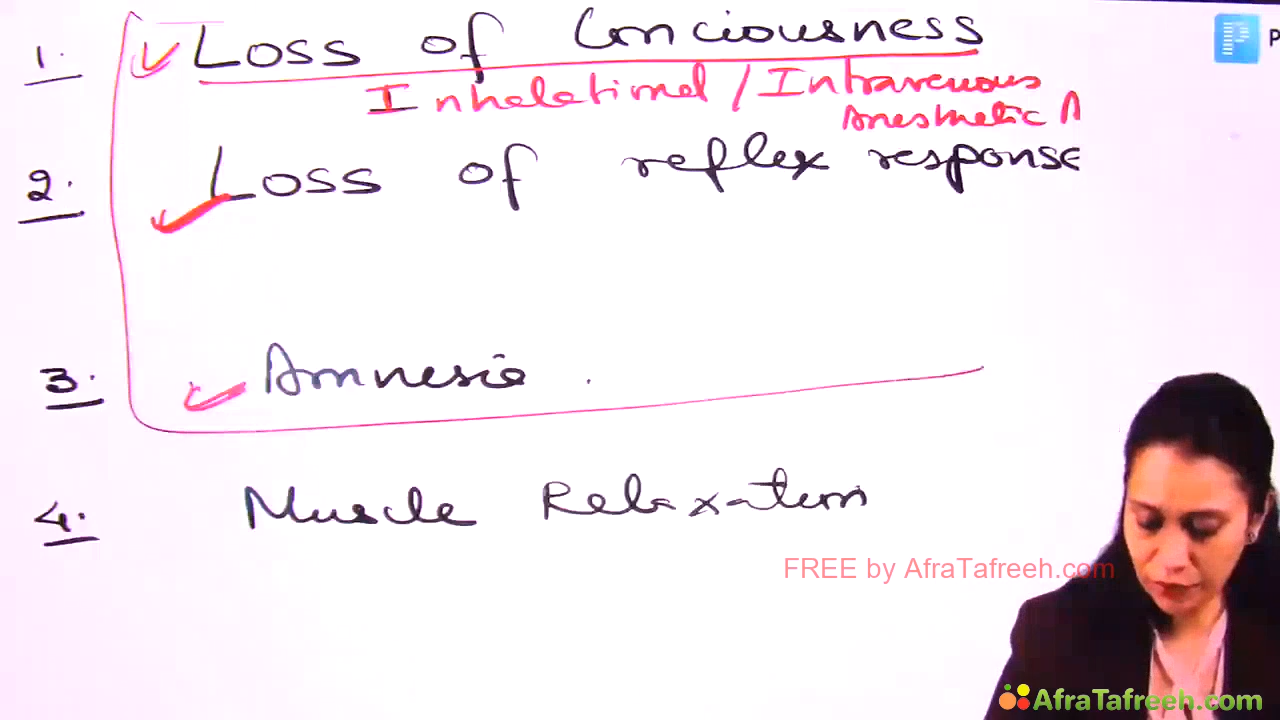 1. Loss of Conciousness
Inhelational / Intravenous
Anesthetic A
2. Loss of reflex response
3. Amnesia .
4. Muscle Relaxation
P
FREE by AfraTafreeh.com
AfraTafreeh.com